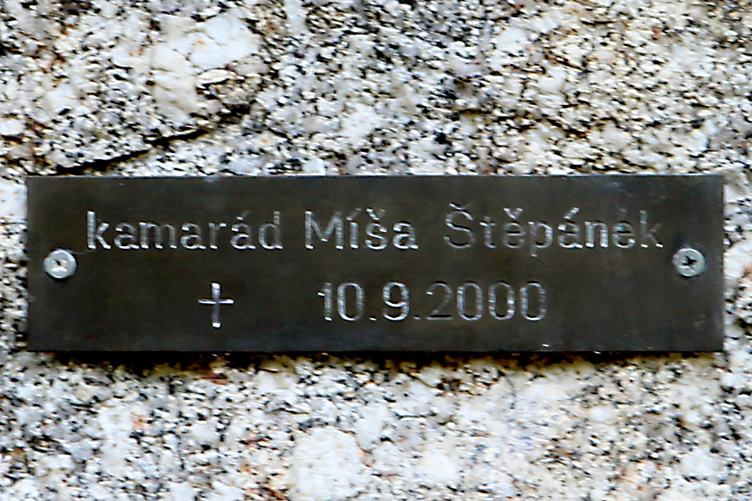 kamarád Míša Štěpánek
† 10.9.2000